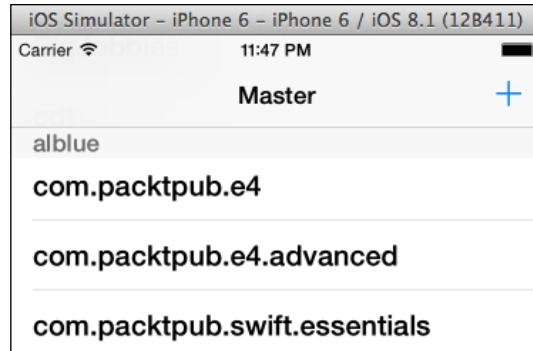 iOS Simulator – iPhone 6 – iPhone 6 / iOS 8.1 (12B411)
Carrier 11:47 PM
Master +
alblue
com.packtpub.e4
com.packtpub.e4.advanced
com.packtpub.swift.essentials